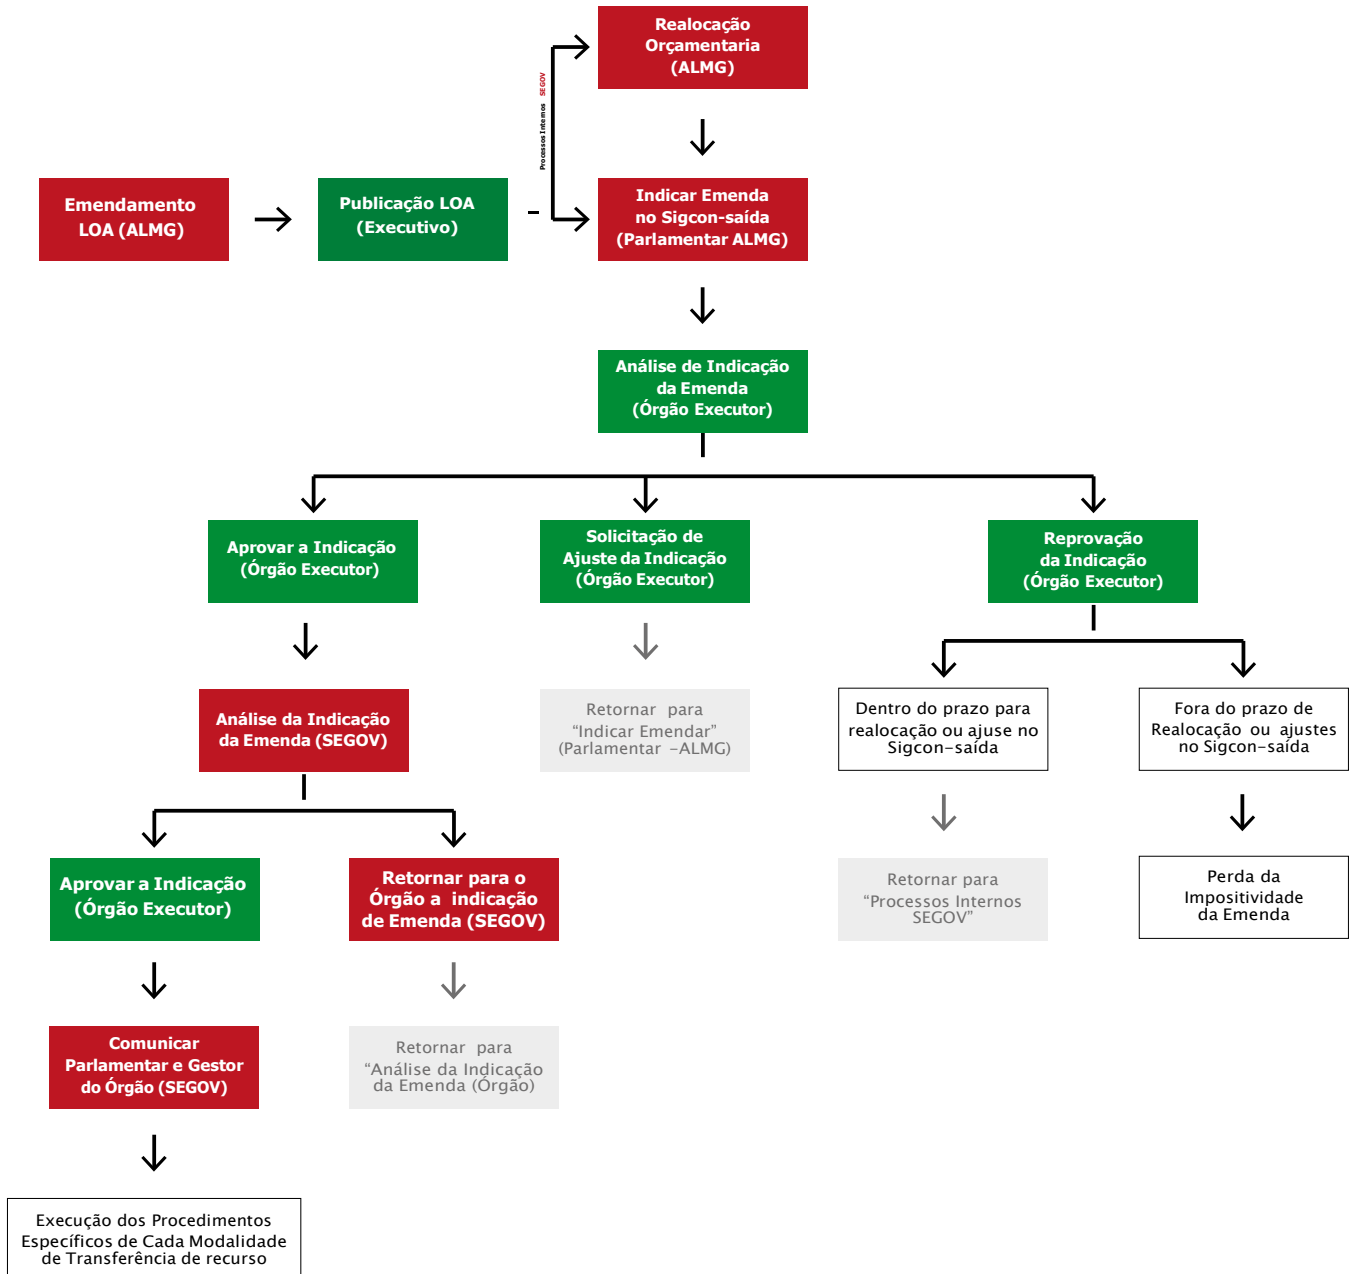 Realocação
Orçamentaria
(ALMG)
Processos Internos SEGOV
Emendamento
LOA (ALMG)
Publicação LOA
(Executivo)
Indicar Emenda
no Sigcon-saída
(Parlamentar ALMG)
Análise de Indicação
da Emenda
(Órgão Executor)
Aprovar a Indicação
(Órgão Executor)
Solicitação de
Ajuste da Indicação
(Órgão Executor)
Reprovação
da Indicação
(Órgão Executor)
Análise da Indicação
da Emenda (SEGOV)
Retornar para
“Indicar Emendar”
(Parlamentar –ALMG)
Dentro do prazo para
realocação ou ajuse no
Sigcon-saída
Fora do prazo de
Realocação ou ajustes
no Sigcon-saída
Aprovar a Indicação
(Órgão Executor)
Retornar para o
Órgão a indicação
de Emenda (SEGOV)
Retornar para
“Processos Internos
SEGOV”
Perda da
Impositividade
da Emenda
Comunicar
Parlamentar e Gestor
do Órgão (SEGOV)
Retornar para
“Análise da Indicação
da Emenda (Órgão)
Execução dos Procedimentos
Específicos de Cada Modalidade
de Transferência de recurso